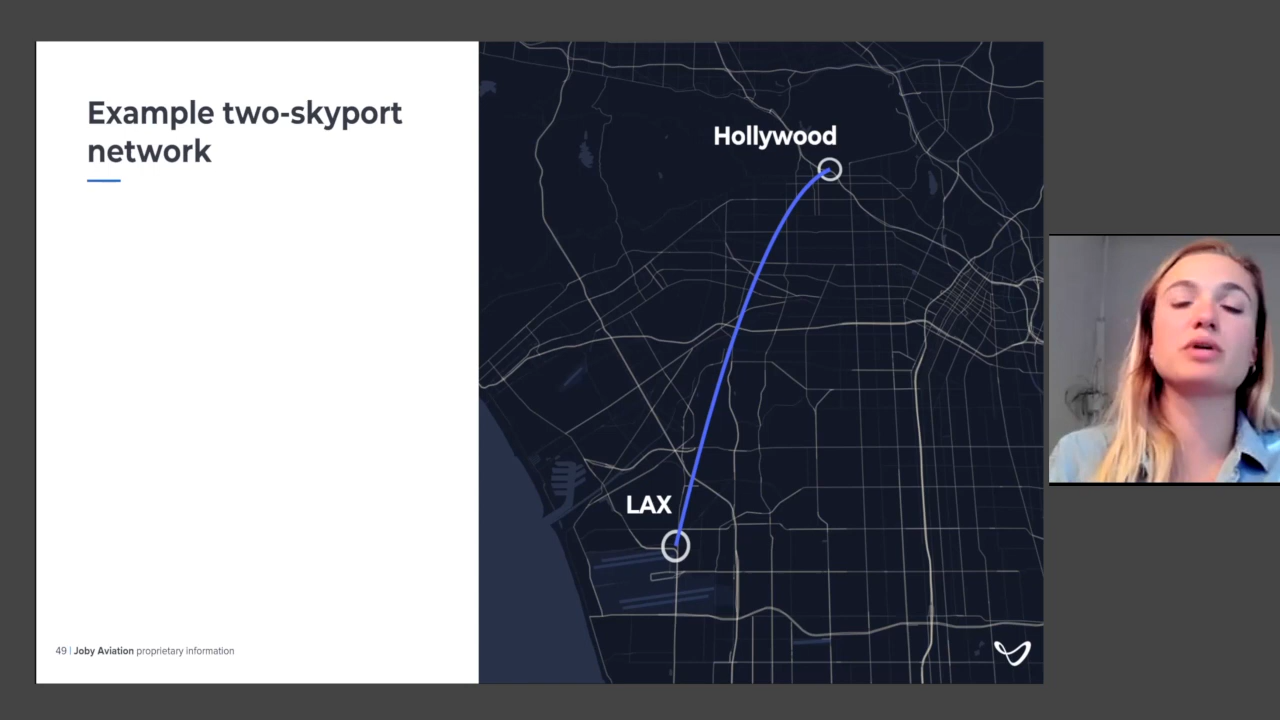 Example two-skyport
network
Hollywood
LAX
49 | Joby Aviation proprietary information